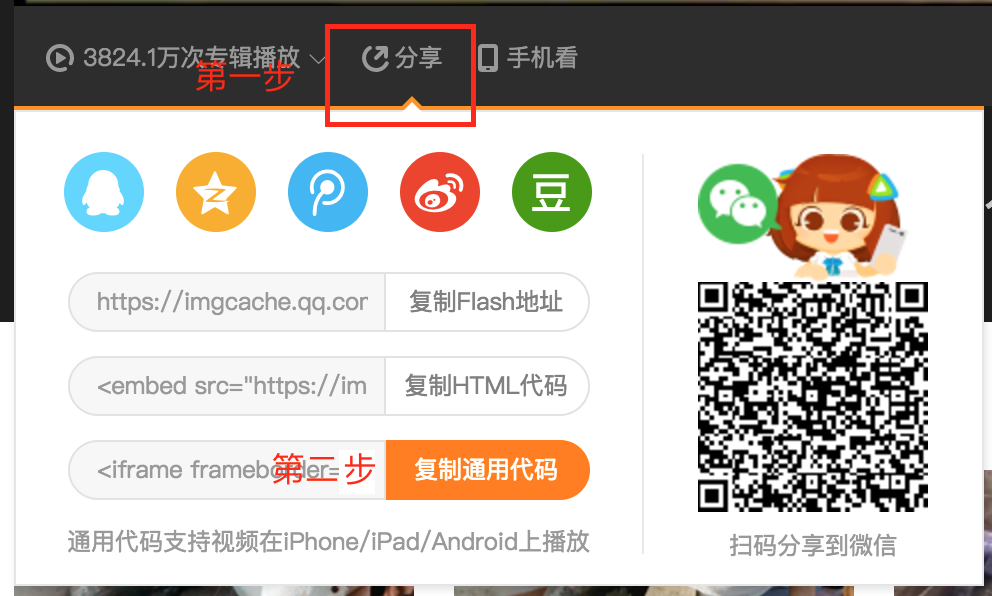 3824.1万次专辑播放
分享
手机看
第一步
豆
https://imgcache.qq.cor
复制Flash地址
<embed src="https://im
复制HTML代码
<iframe frameborder=
第二步
复制通用代码
通用代码支持视频在iPhone/iPad/Android上播放
扫码分享到微信